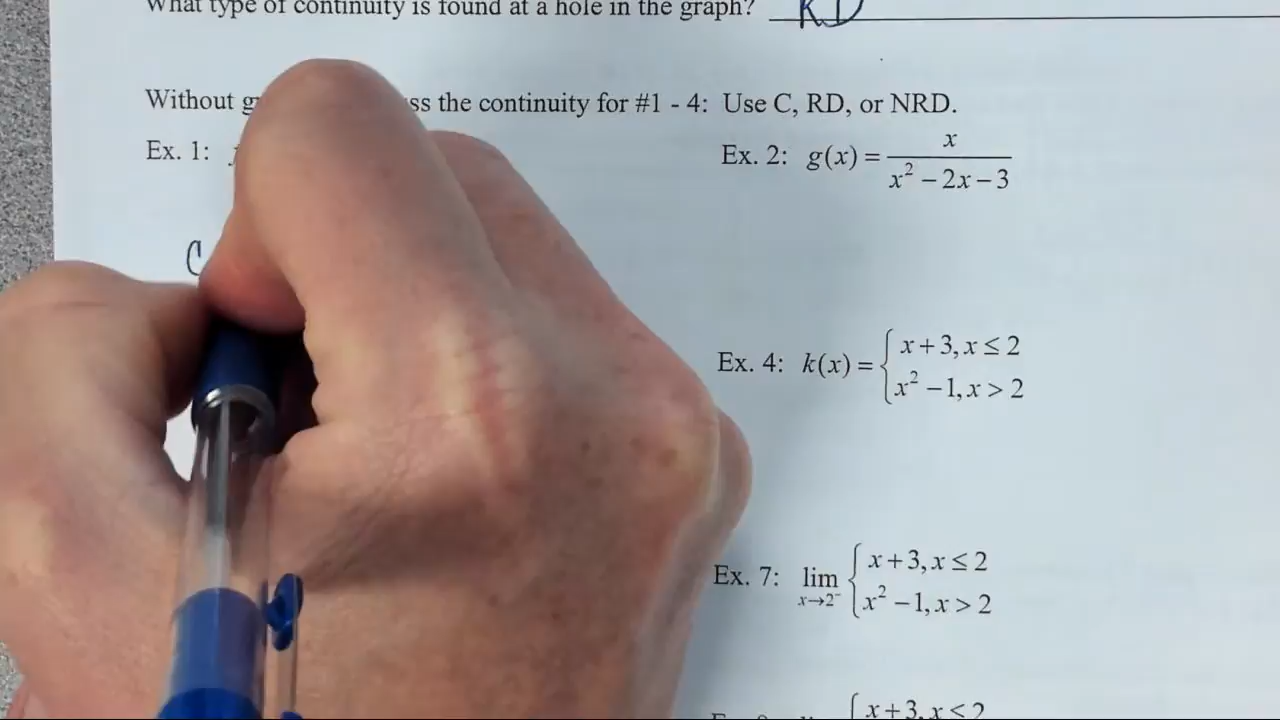 What type of continuity is found at a hole in the graph? RD
Without the continuity for #1 - 4: Use C, RD, or NRD.
Ex. 1:
Ex. 2: g(x) = x / (x² − 2x − 3)
C
Ex. 4: k(x) = { x + 3, x ≤ 2
x² − 1, x > 2
Ex. 7: lim x→2⁻ { x + 3, x ≤ 2
x² − 1, x > 2
x + 3, x ≤ 2